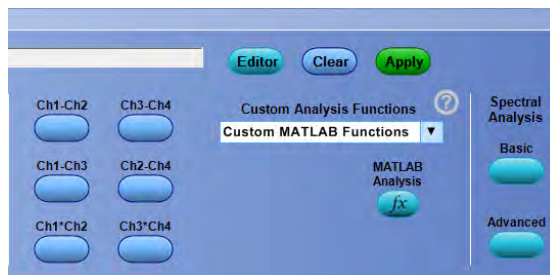 Editor Clear Apply
Ch1-Ch2 Ch3-Ch4
Custom Analysis Functions ?
Custom MATLAB Functions
Spectral
Analysis
Basic
Ch1-Ch3 Ch2-Ch4
MATLAB
Analysis
fx
Ch1*Ch2 Ch3*Ch4
Advanced